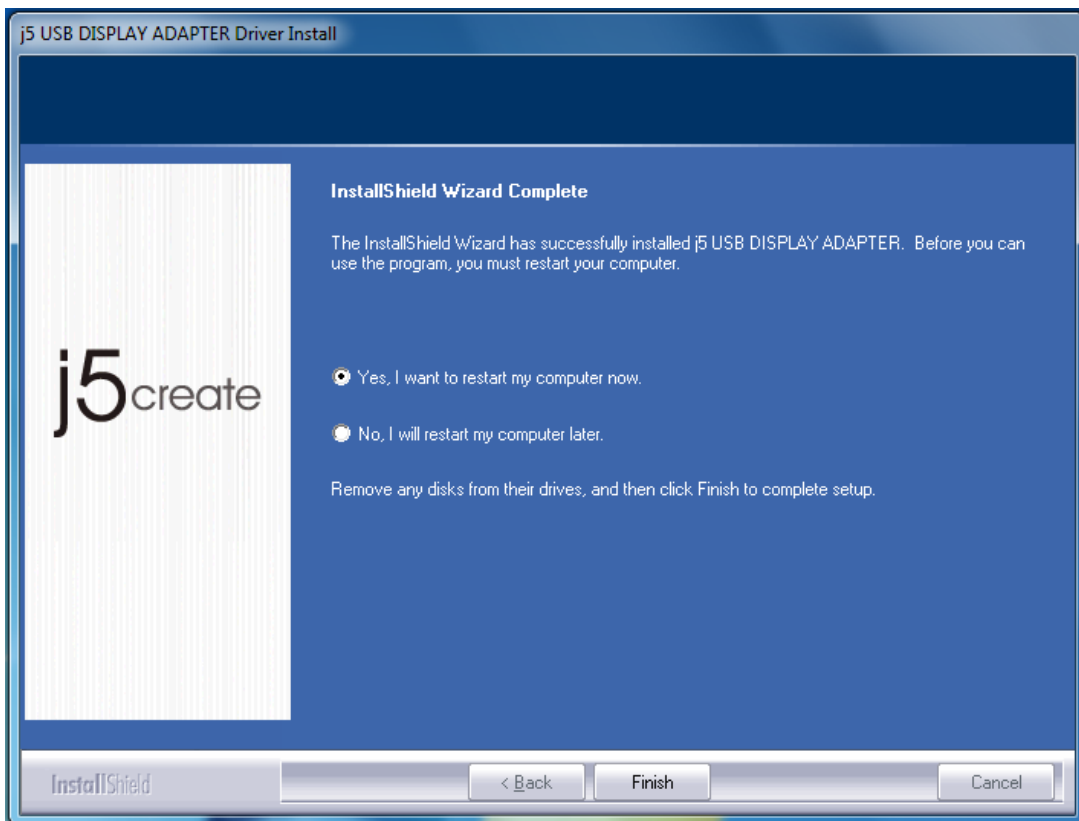 j5 USB DISPLAY ADAPTER Driver Install
InstallShield Wizard Complete
The InstallShield Wizard has successfully installed j5 USB DISPLAY ADAPTER. Before you can
use the program, you must restart your computer.
j5create
Yes, I want to restart my computer now.
No, I will restart my computer later.
Remove any disks from their drives, and then click Finish to complete setup.
InstallShield
< Back
Finish
Cancel